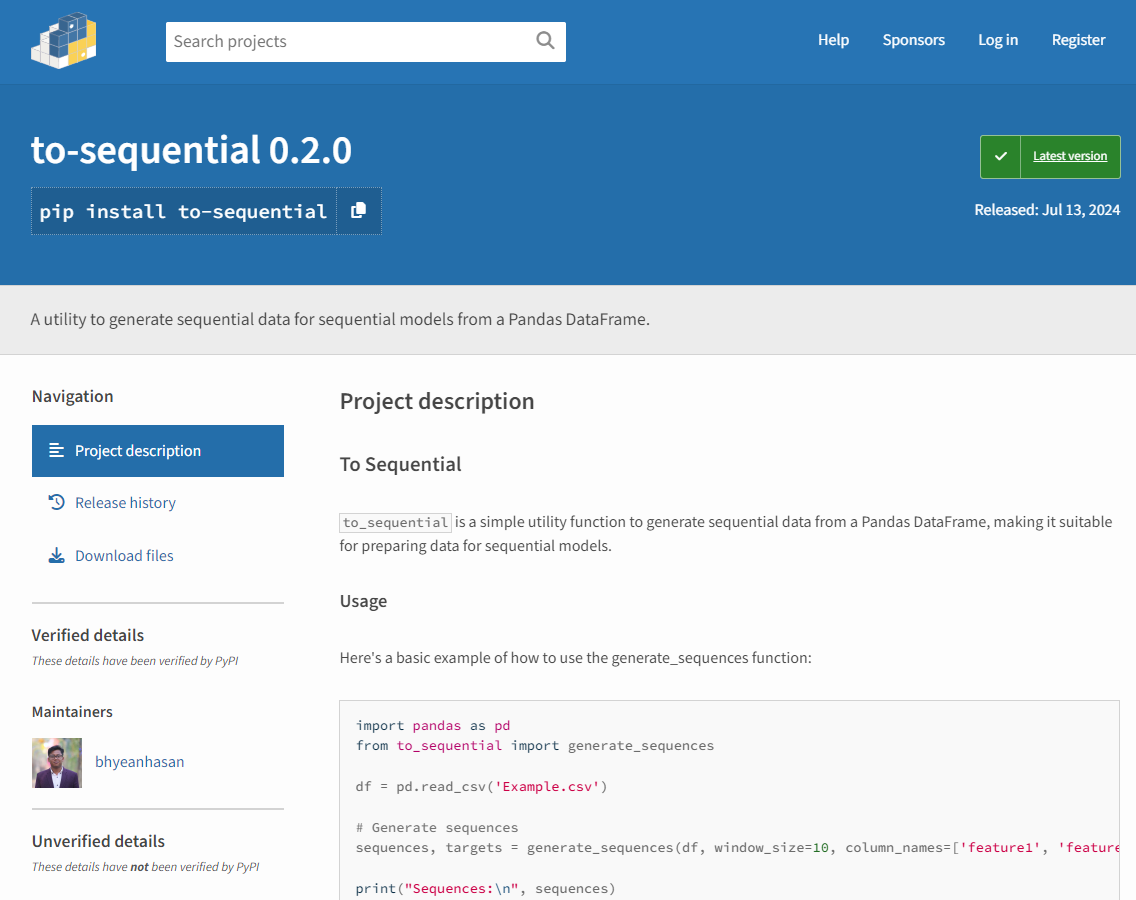 Search projects
Help
Sponsors
Log in
Register
to-sequential 0.2.0
pip install to-sequential
Latest version
Released: Jul 13, 2024
A utility to generate sequential data for sequential models from a Pandas DataFrame.
Navigation
Project description
Release history
Download files
Verified details
These details have been verified by PyPI
Maintainers
bhyeanhasan
Unverified details
These details have not been verified by PyPI
Project description
To Sequential
to_sequential is a simple utility function to generate sequential data from a Pandas DataFrame, making it suitable
for preparing data for sequential models.
Usage
Here's a basic example of how to use the generate_sequences function:
import pandas as pd
from to_sequential import generate_sequences
df = pd.read_csv('Example.csv')
# Generate sequences
sequences, targets = generate_sequences(df, window_size=10, column_names=['feature1', 'feature
print("Sequences:\n", sequences)